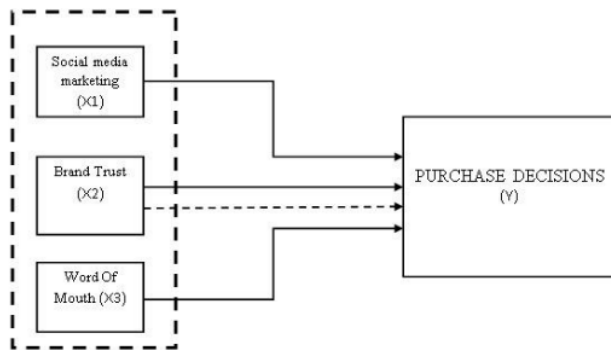 Social media
marketing
(X1)
Brand Trust
(X2)
Word Of
Mouth (X3)
PURCHASE DECISIONS
(Y)